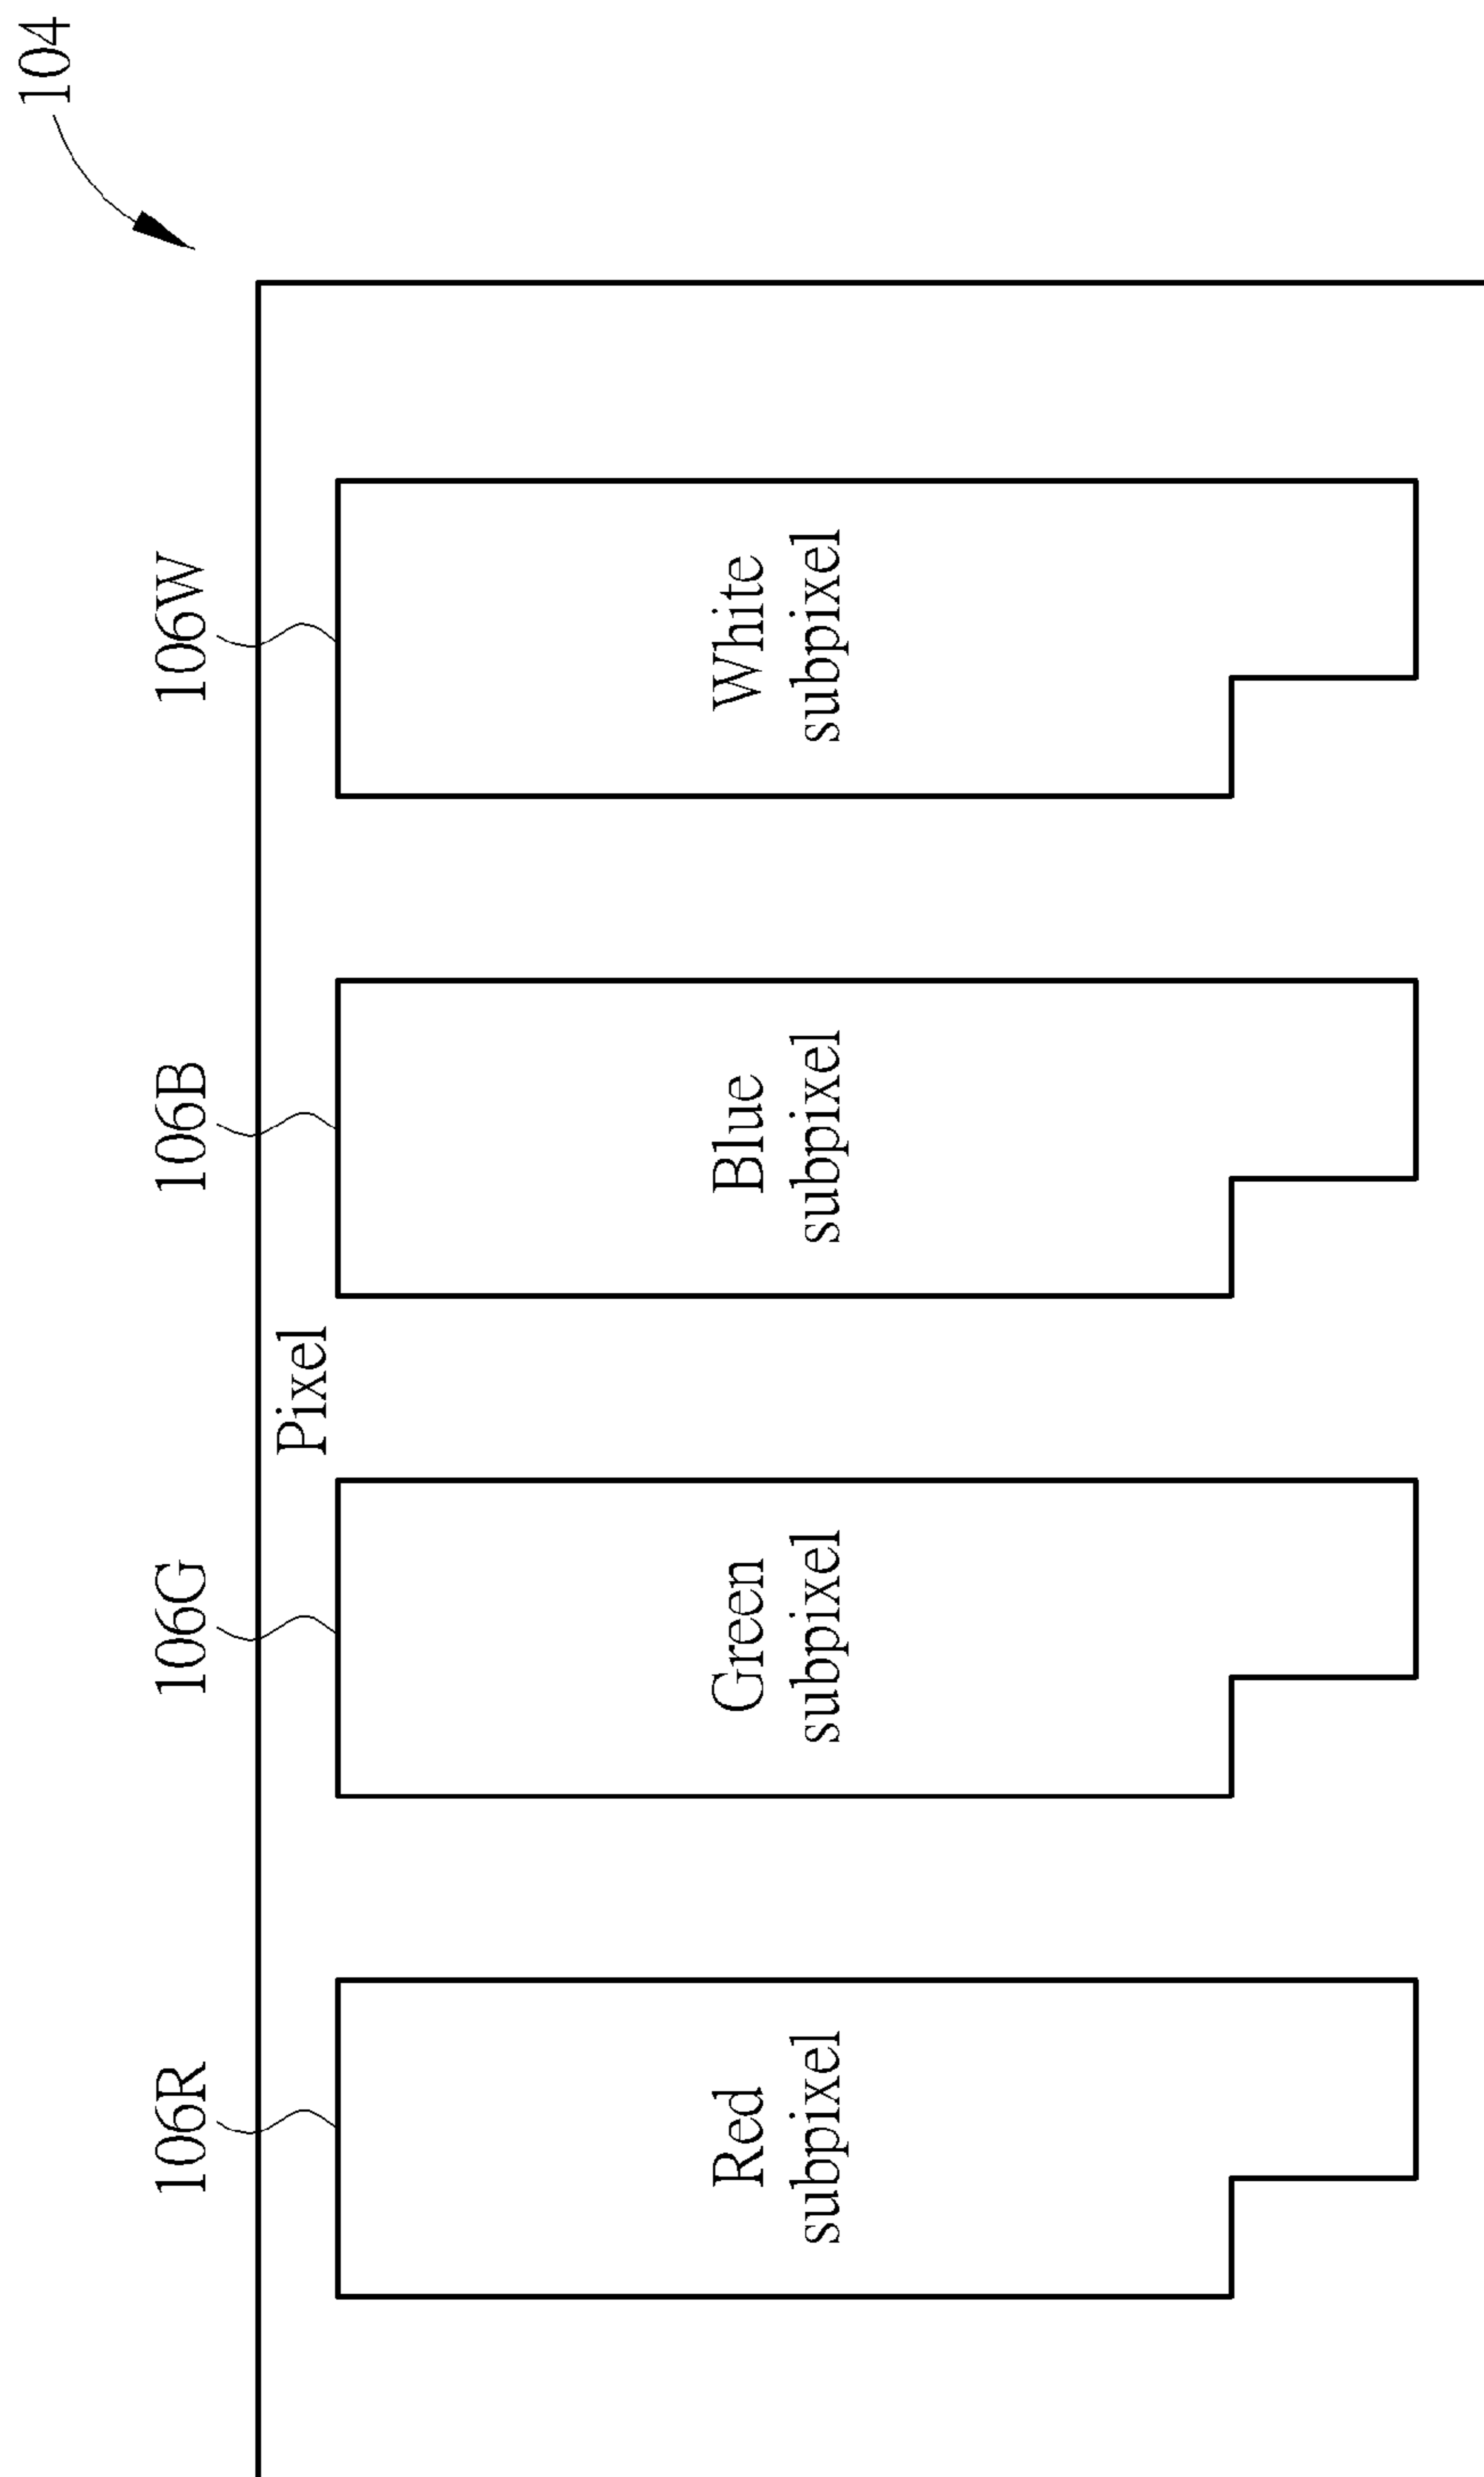 104
106R
106G
106B
106W
Pixel
Red
subpixel
Green
subpixel
Blue
subpixel
White
subpixel